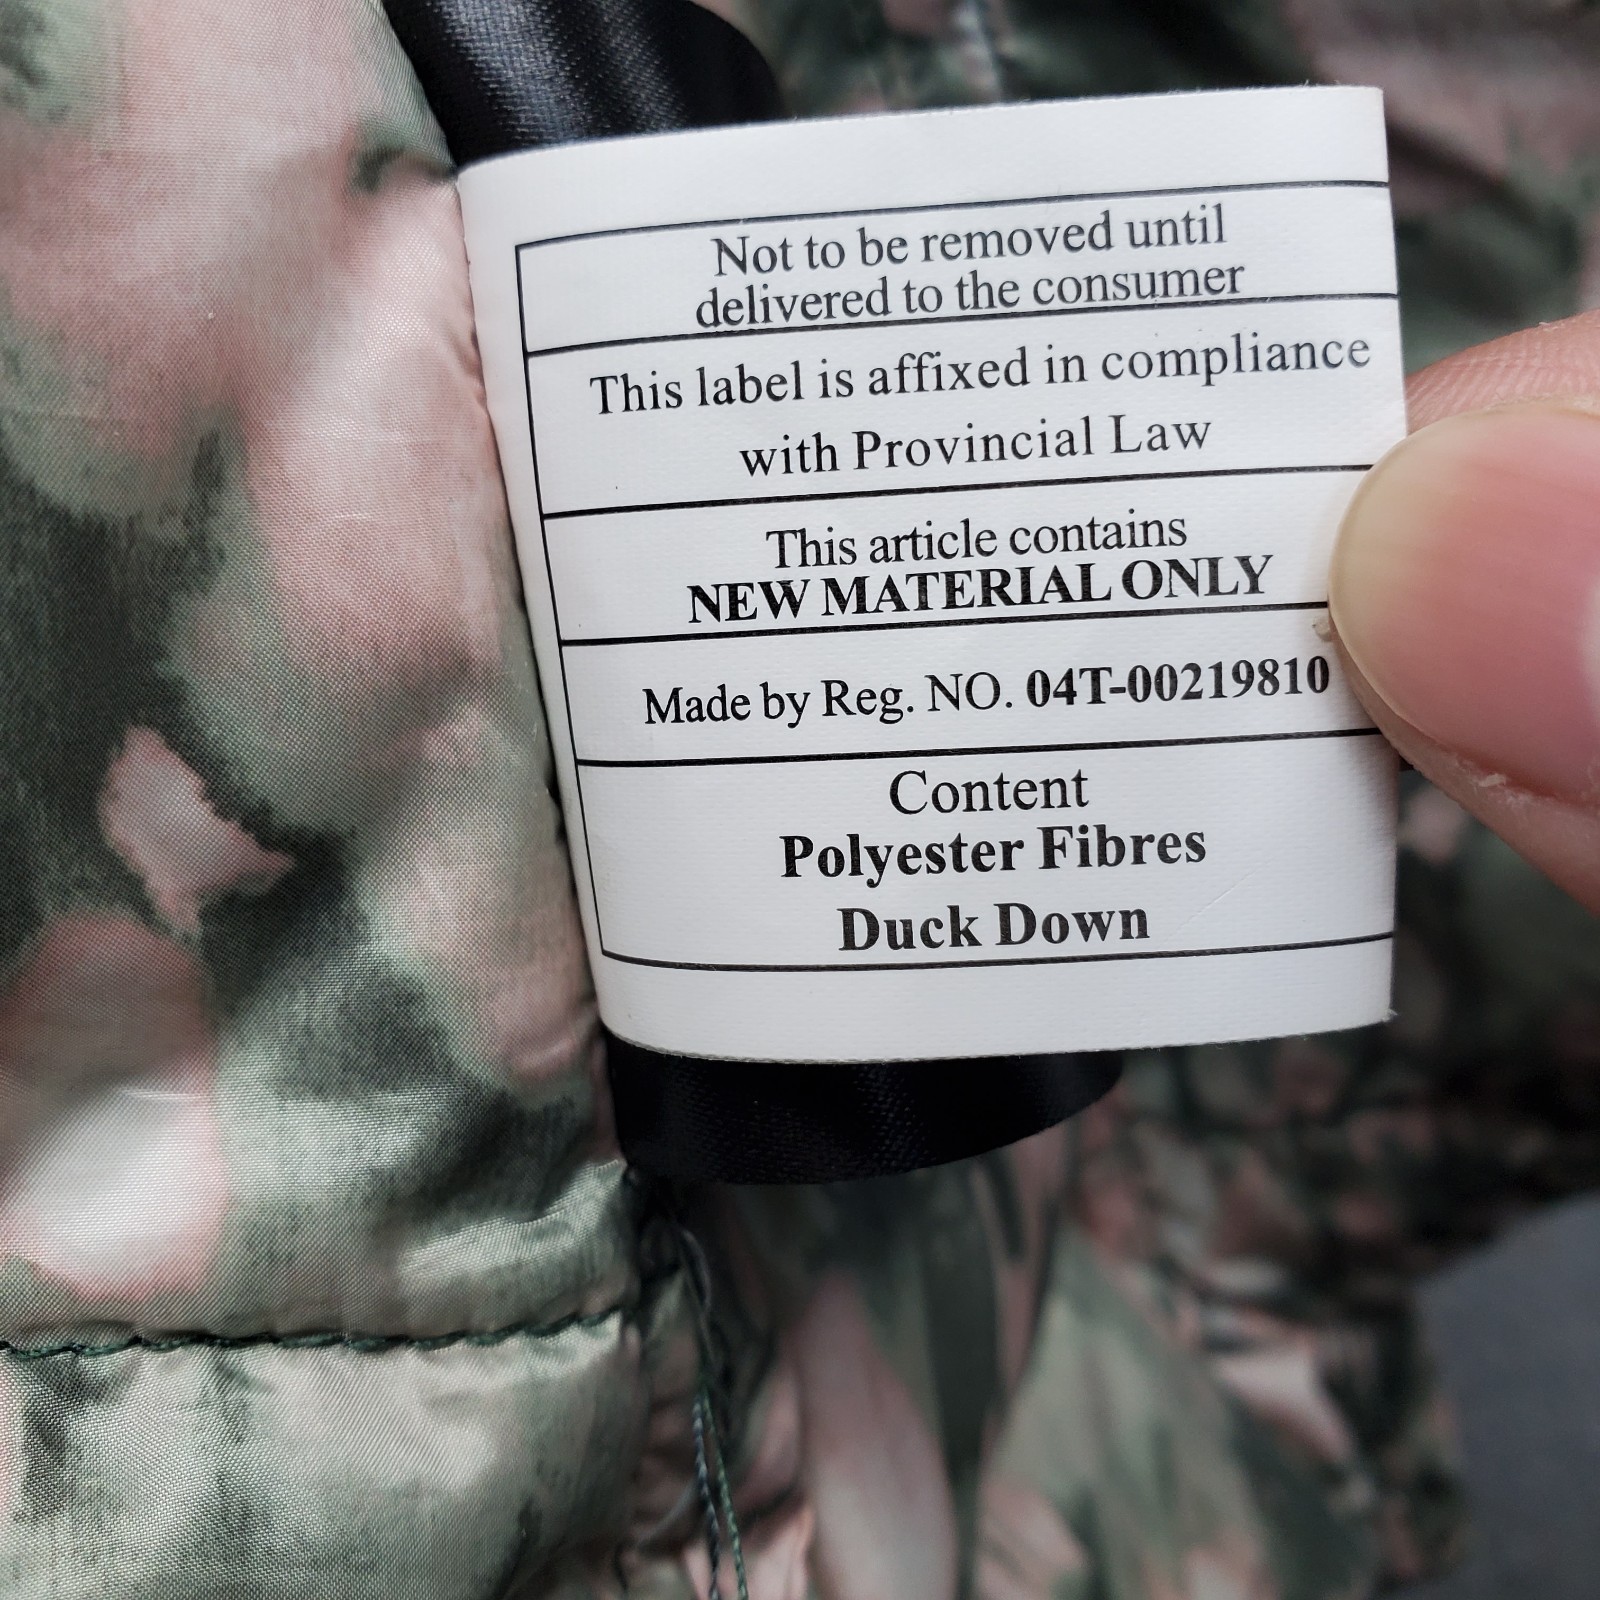 Not to be removed until
delivered to the consumer
This label is affixed in compliance
with Provincial Law
This article contains
NEW MATERIAL ONLY
Made by Reg. NO. 04T-00219810
Content
Polyester Fibres
Duck Down